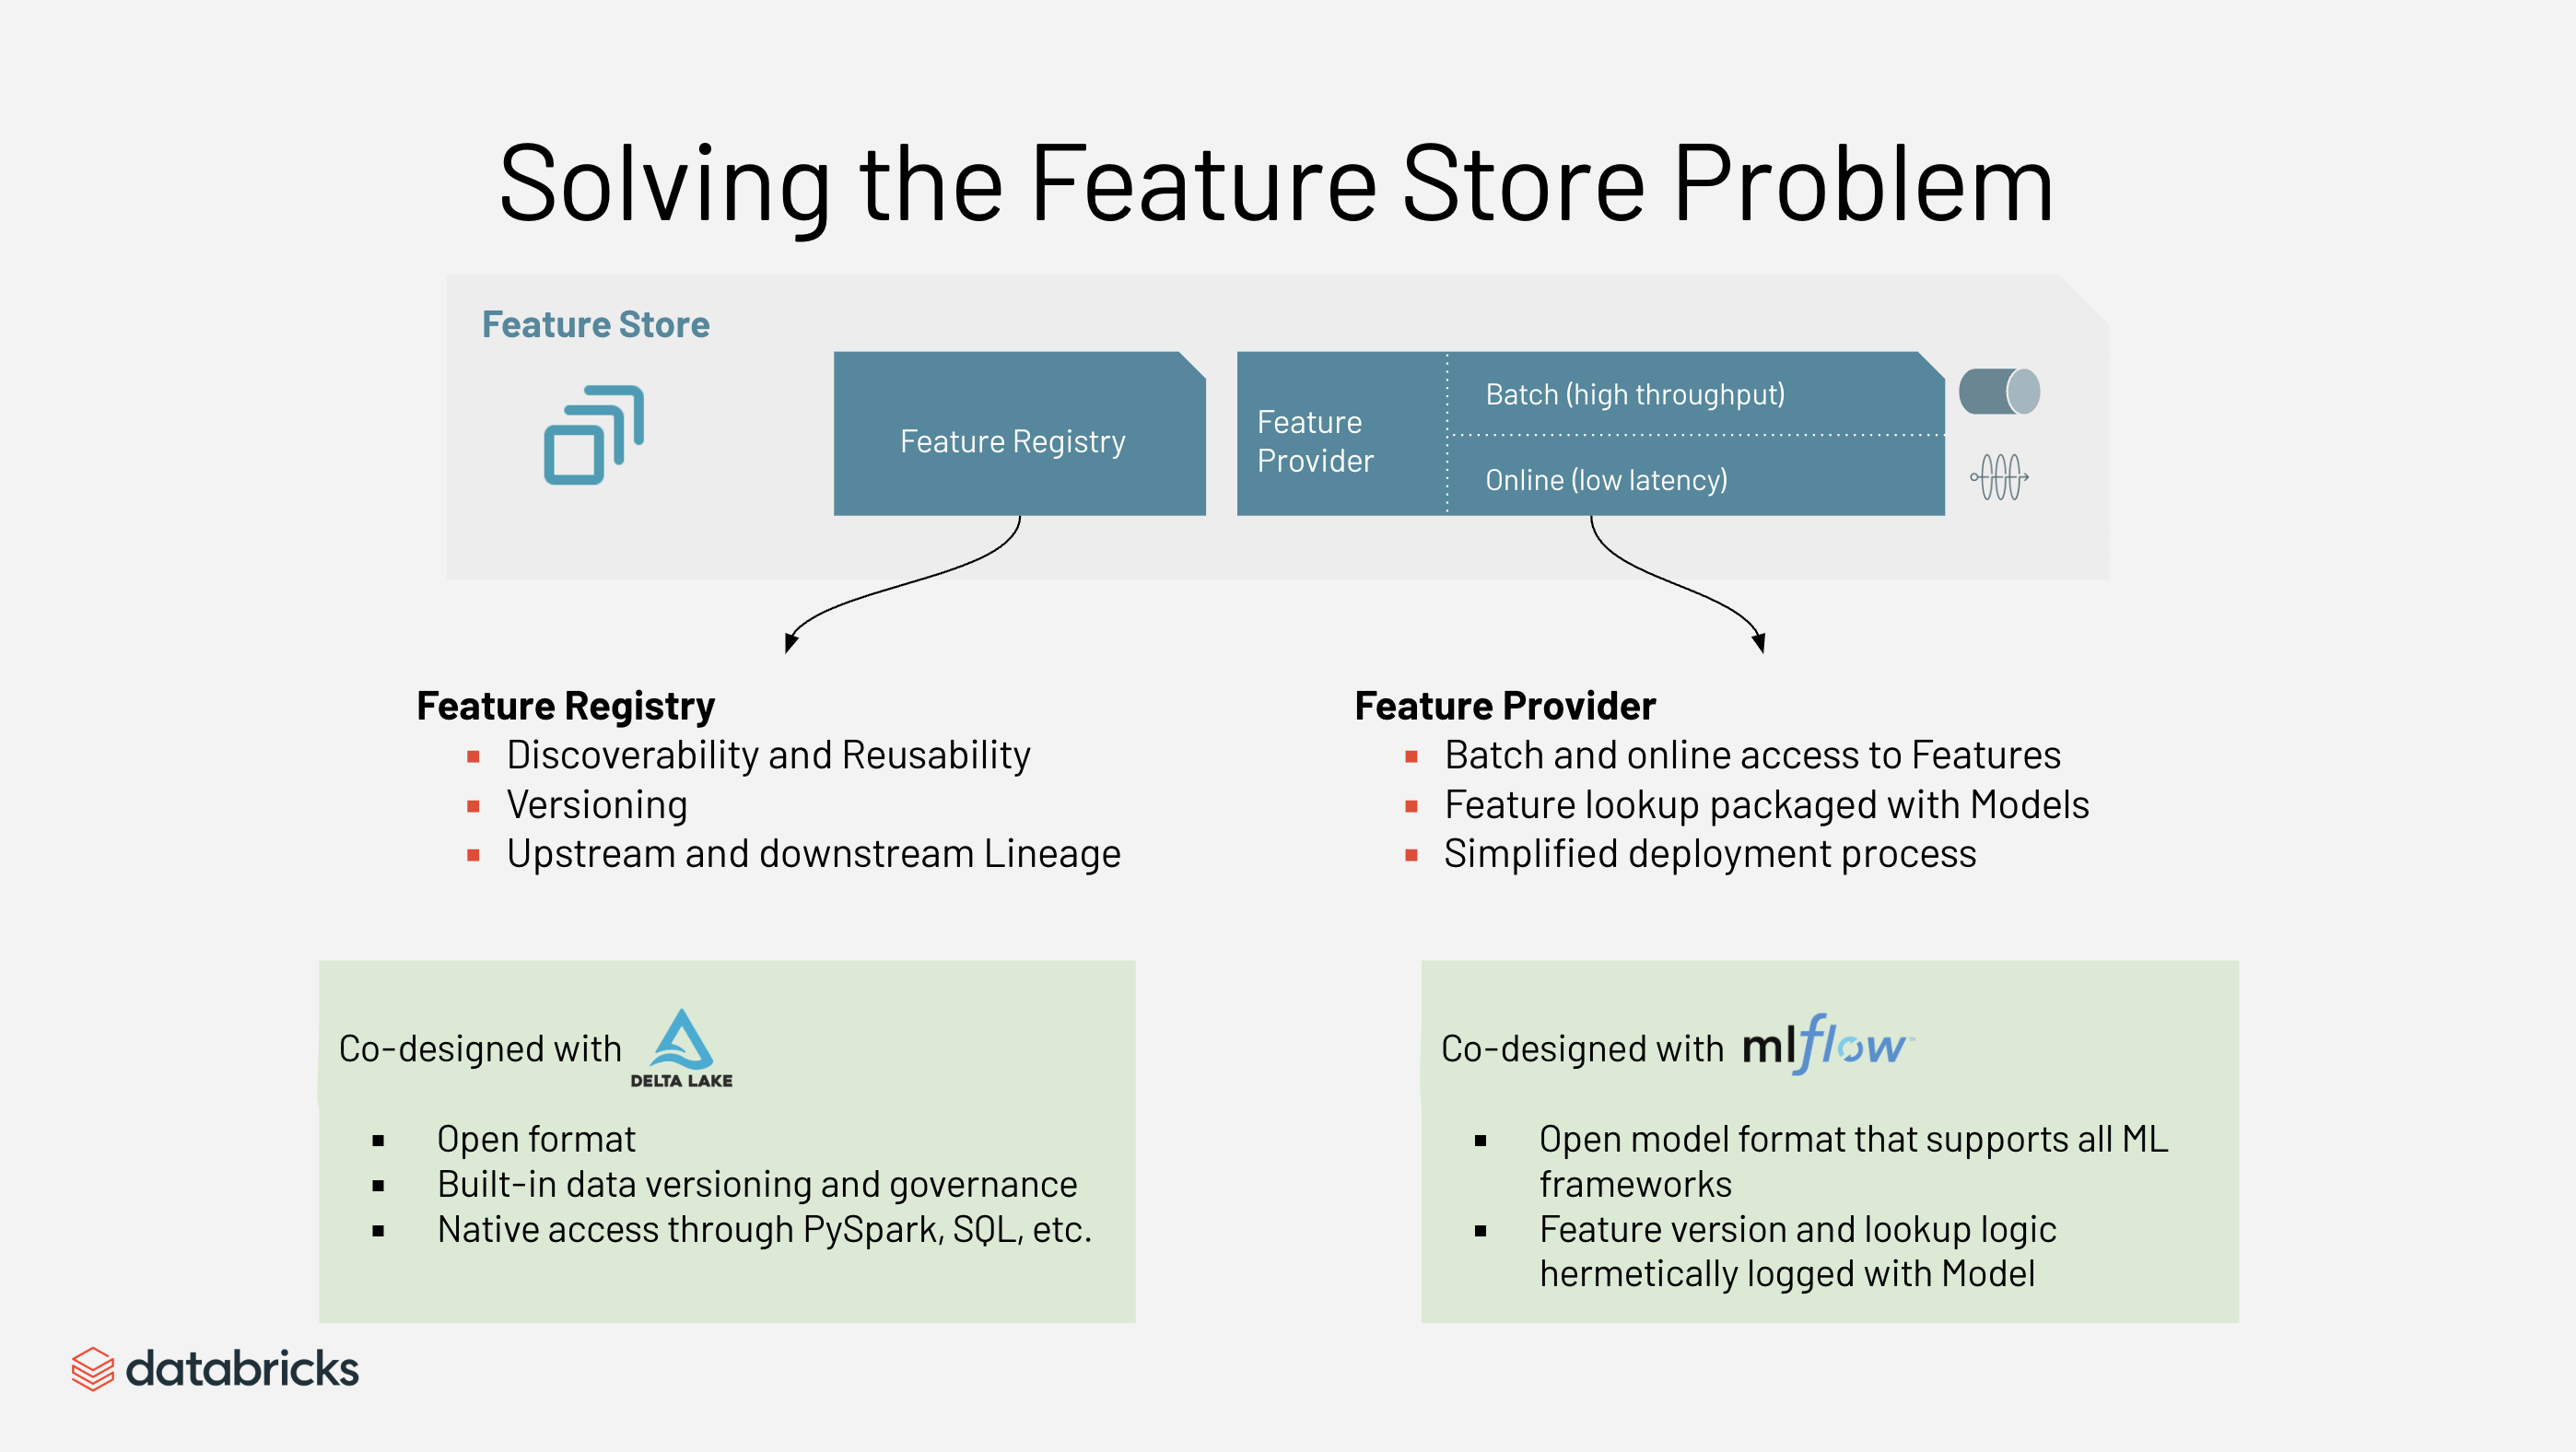 Solving the Feature Store Problem
Feature Store
Feature Registry
Feature
Provider
Batch (high throughput)
Online (low latency)
Feature Registry
▪ Discoverability and Reusability
▪ Versioning
▪ Upstream and downstream Lineage
Feature Provider
▪ Batch and online access to Features
▪ Feature lookup packaged with Models
▪ Simplified deployment process
Co-designed with
DELTA LAKE
▪ Open format
▪ Built-in data versioning and governance
▪ Native access through PySpark, SQL, etc.
Co-designed with mlflow™
▪ Open model format that supports all ML
frameworks
▪ Feature version and lookup logic
hermetically logged with Model
databricks